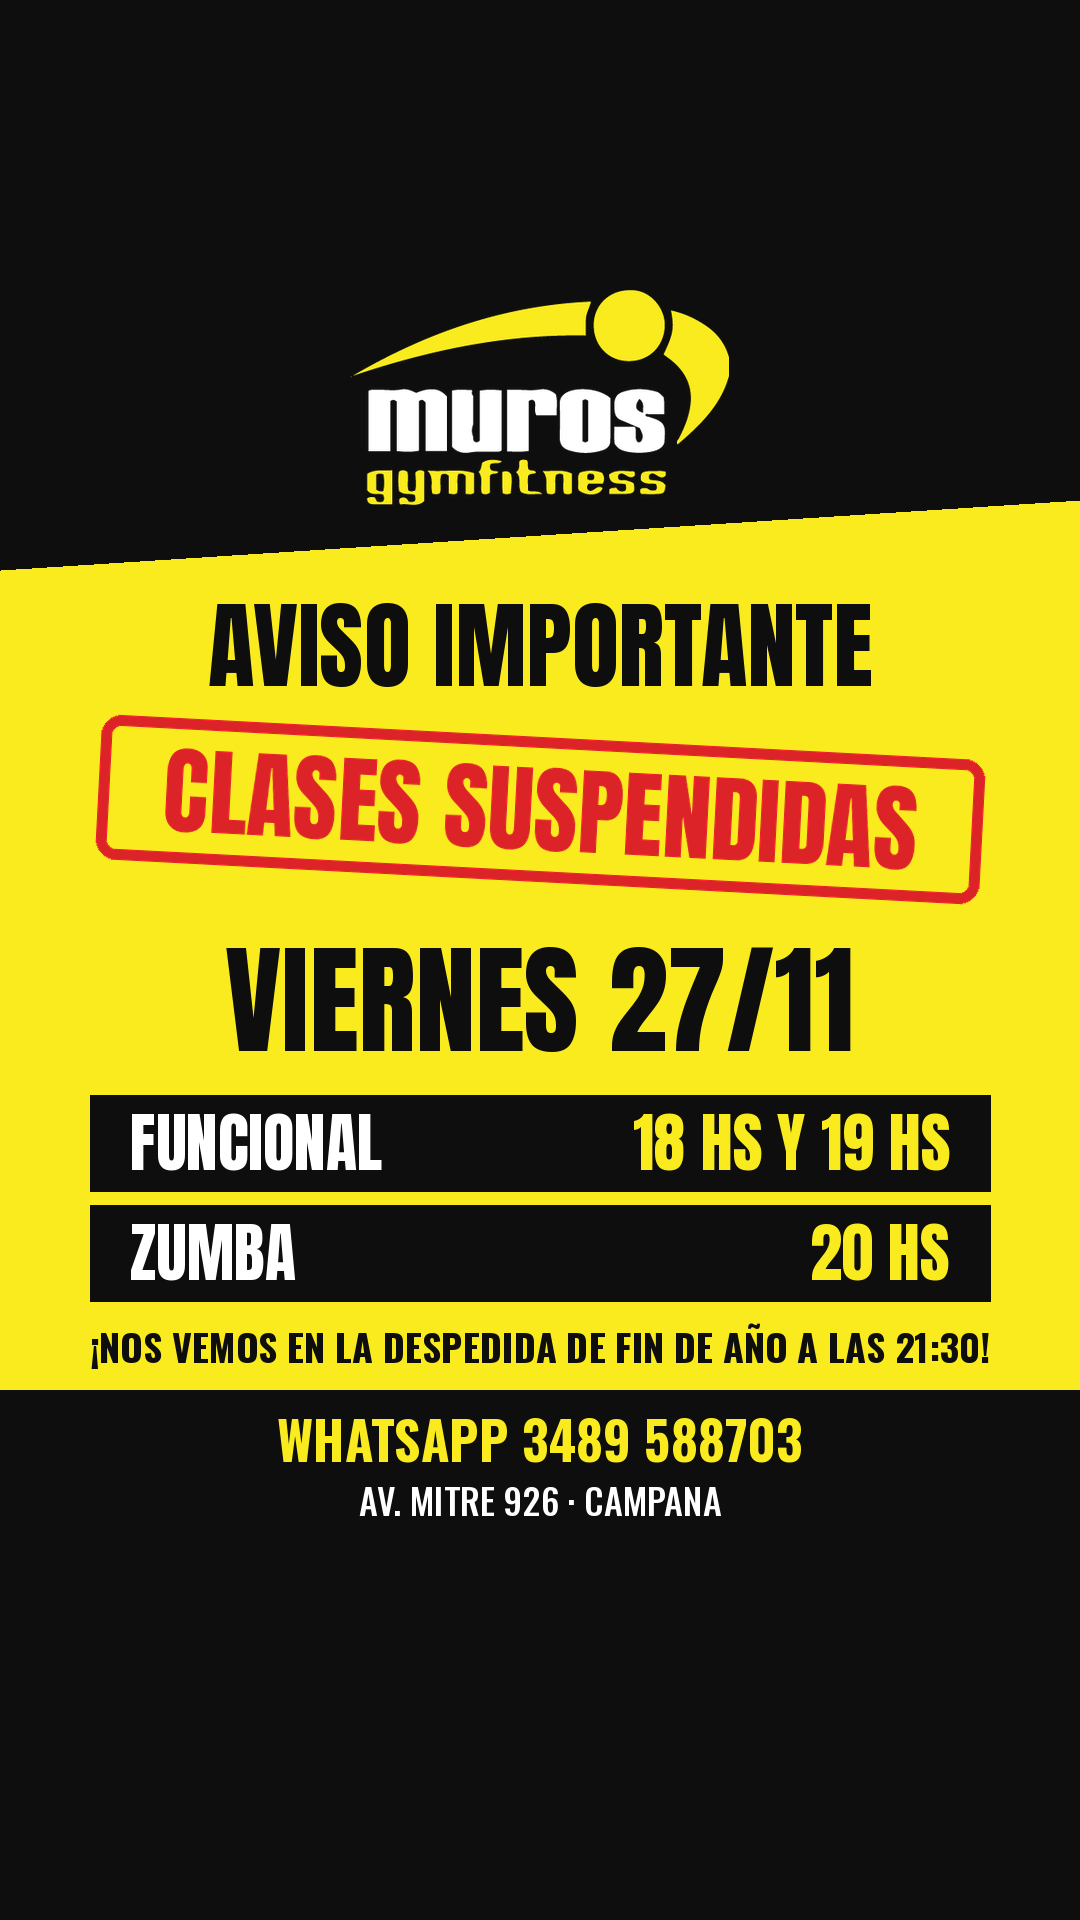 muros
gymfitness
AVISO IMPORTANTE
CLASES SUSPENDIDAS
VIERNES 27/11
FUNCIONAL 18 HS Y 19 HS
ZUMBA 20 HS
¡NOS VEMOS EN LA DESPEDIDA DE FIN DE AÑO A LAS 21:30!
WHATSAPP 3489 588703
AV. MITRE 926 · CAMPANA